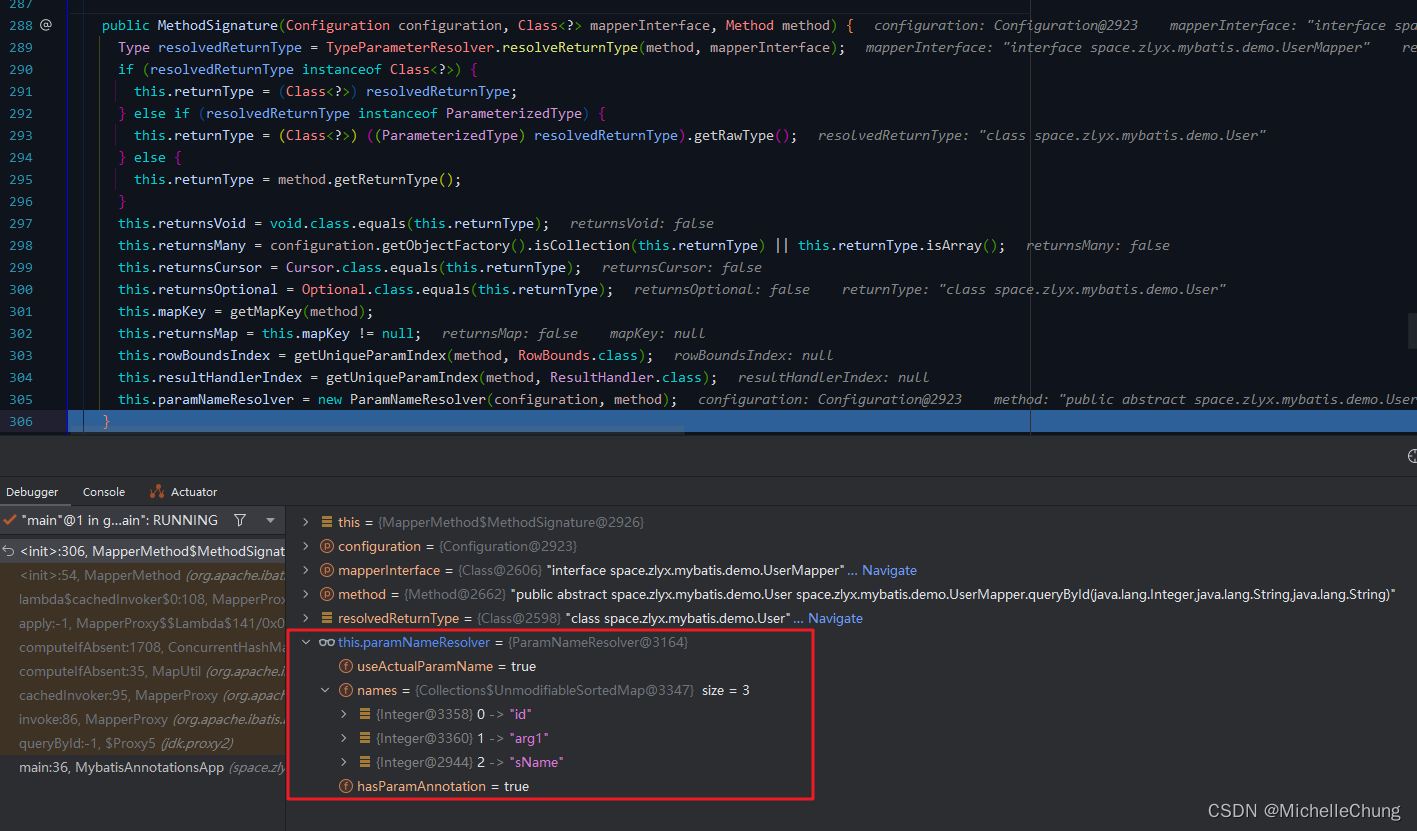 287
288 @ public MethodSignature(Configuration configuration, Class<?> mapperInterface, Method method) { configuration: Configuration@2923 mapperInterface: "interface spa
289 Type resolvedReturnType = TypeParameterResolver.resolveReturnType(method, mapperInterface); mapperInterface: "interface space.zlyx.mybatis.demo.UserMapper" re
290 if (resolvedReturnType instanceof Class<?>) {
291 this.returnType = (Class<?>) resolvedReturnType;
292 } else if (resolvedReturnType instanceof ParameterizedType) {
293 this.returnType = (Class<?>) ((ParameterizedType) resolvedReturnType).getRawType(); resolvedReturnType: "class space.zlyx.mybatis.demo.User"
294 } else {
295 this.returnType = method.getReturnType();
296 }
297 this.returnsVoid = void.class.equals(this.returnType); returnsVoid: false
298 this.returnsMany = configuration.getObjectFactory().isCollection(this.returnType) || this.returnType.isArray(); returnsMany: false
299 this.returnsCursor = Cursor.class.equals(this.returnType); returnsCursor: false
300 this.returnsOptional = Optional.class.equals(this.returnType); returnsOptional: false returnType: "class space.zlyx.mybatis.demo.User"
301 this.mapKey = getMapKey(method);
302 this.returnsMap = this.mapKey != null; returnsMap: false mapKey: null
303 this.rowBoundsIndex = getUniqueParamIndex(method, RowBounds.class); rowBoundsIndex: null
304 this.resultHandlerIndex = getUniqueParamIndex(method, ResultHandler.class); resultHandlerIndex: null
305 this.paramNameResolver = new ParamNameResolver(configuration, method); configuration: Configuration@2923 method: "public abstract space.zlyx.mybatis.demo.User
306 }
Debugger Console Actuator
"main"@1 in g...ain": RUNNING
<init>:306, MapperMethod$MethodSignat
<init>:54, MapperMethod (org.apache.ibati
lambda$cachedInvoker$0:108, MapperProx
apply:-1, MapperProxy$$Lambda$141/0x0
computeIfAbsent:1708, ConcurrentHashMa
computeIfAbsent:35, MapUtil (org.apache.i
cachedInvoker:95, MapperProxy (org.apach
invoke:86, MapperProxy (org.apache.ibatis.
queryById:-1, $Proxy5 (jdk.proxy2)
main:36, MybatisAnnotationsApp (space.zly
this = {MapperMethod$MethodSignature@2926}
configuration = {Configuration@2923}
mapperInterface = {Class@2606} "interface space.zlyx.mybatis.demo.UserMapper"... Navigate
method = {Method@2662} "public abstract space.zlyx.mybatis.demo.User space.zlyx.mybatis.demo.UserMapper.queryById(java.lang.Integer,java.lang.String,java.lang.String)"
resolvedReturnType = {Class@2598} "class space.zlyx.mybatis.demo.User"... Navigate
this.paramNameResolver = {ParamNameResolver@3164}
useActualParamName = true
names = {Collections$UnmodifiableSortedMap@3347} size = 3
{Integer@3358} 0 -> "id"
{Integer@3360} 1 -> "arg1"
{Integer@2944} 2 -> "sName"
hasParamAnnotation = true
CSDN @MichelleChung